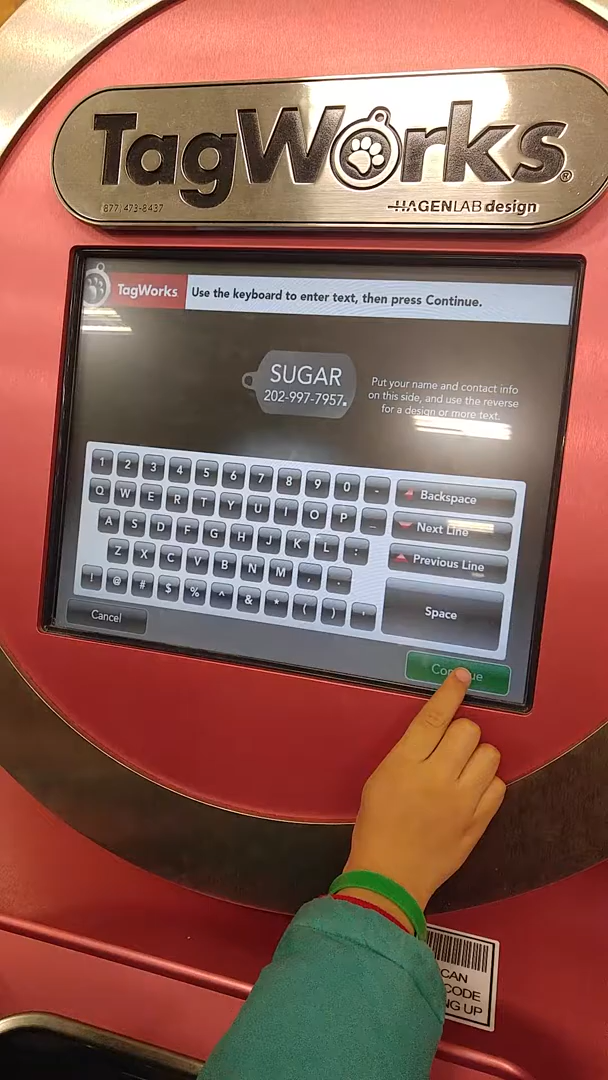 TagWorks®
(877) 473-8437
HAGENLAB design
TagWorks
Use the keyboard to enter text, then press Continue.
SUGAR
202-997-7957
Put your name and contact info
on this side, and use the reverse
for a design or more text.
1 2 3 4 5 6 7 8 9 0 -
Backspace
Q W E R T Y U I O P _
Next Line
A S D F G H J K L :
Previous Line
Z X C V B N M , .
! @ # $ % ^ & * ( ) '
Space
Cancel
Continue
CAN
CODE
NG UP